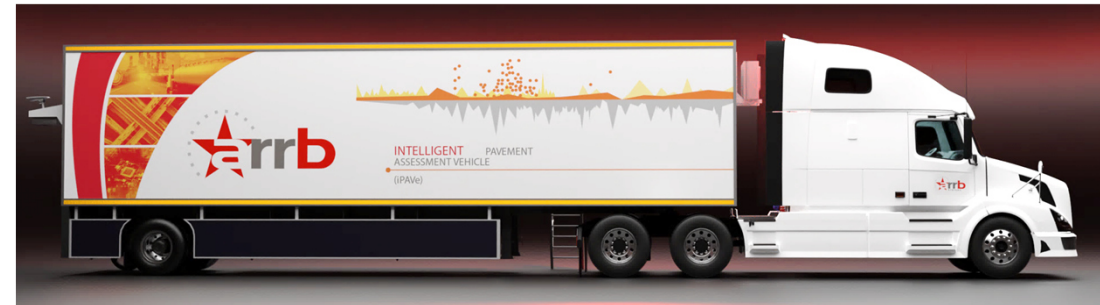 arrb
INTELLIGENT PAVEMENT
ASSESSMENT VEHICLE
(iPAVe)
arrb